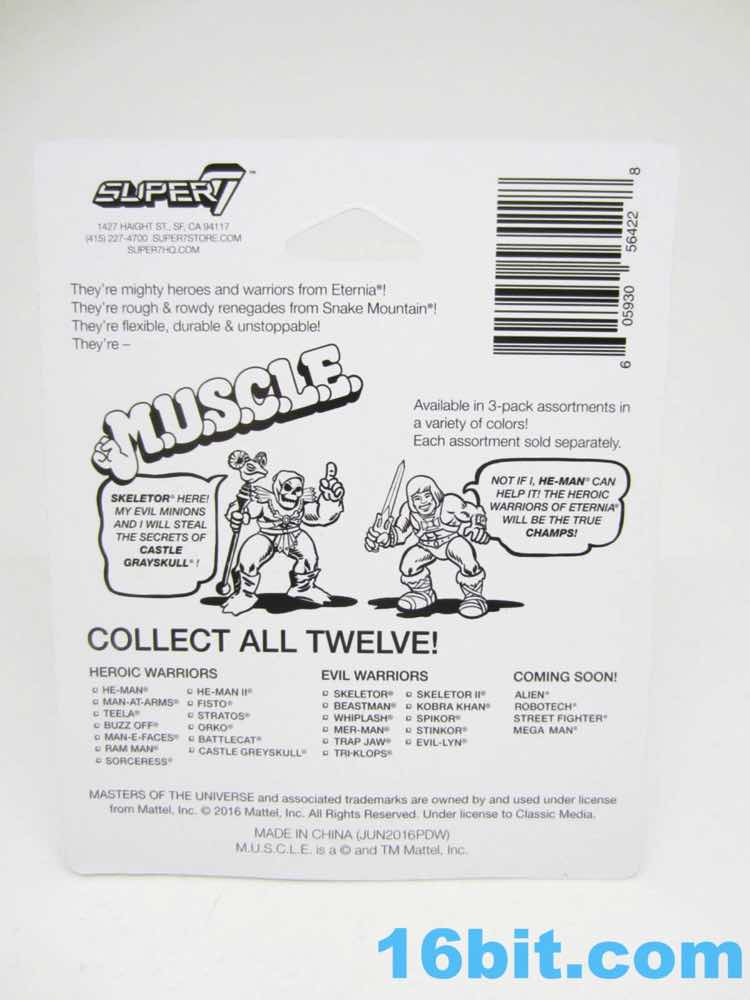 SUPER7™
1427 HAIGHT ST., SF, CA 94117
(415) 227-4700 SUPER7STORE.COM
SUPER7HQ.COM
8
56422
05930
6
They're mighty heroes and warriors from Eternia®!
They're rough & rowdy renegades from Snake Mountain®!
They're flexible, durable & unstoppable!
They're –
M.U.S.C.L.E.
Available in 3-pack assortments in
a variety of colors!
Each assortment sold separately.
SKELETOR® HERE!
MY EVIL MINIONS
AND I WILL STEAL
THE SECRETS OF
CASTLE
GRAYSKULL®!
NOT IF I, HE-MAN® CAN
HELP IT! THE HEROIC
WARRIORS OF ETERNIA®
WILL BE THE TRUE
CHAMPS!
COLLECT ALL TWELVE!
HEROIC WARRIORS
HE-MAN®
MAN-AT-ARMS®
TEELA®
BUZZ OFF®
MAN-E-FACES®
RAM MAN®
SORCERESS®
HE-MAN II®
FISTO®
STRATOS®
ORKO®
BATTLECAT®
CASTLE GREYSKULL®
EVIL WARRIORS
SKELETOR®
BEASTMAN®
WHIPLASH®
MER-MAN®
TRAP JAW®
TRI-KLOPS®
SKELETOR II®
KOBRA KHAN®
SPIKOR®
STINKOR®
EVIL-LYN®
COMING SOON!
ALIEN®
ROBOTECH®
STREET FIGHTER®
MEGA MAN®
MASTERS OF THE UNIVERSE and associated trademarks are owned by and used under license
from Mattel, Inc. © 2016 Mattel, Inc. All Rights Reserved. Under license to Classic Media.
MADE IN CHINA (JUN2016PDW)
M.U.S.C.L.E. is a © and TM Mattel, Inc.
16bit.com